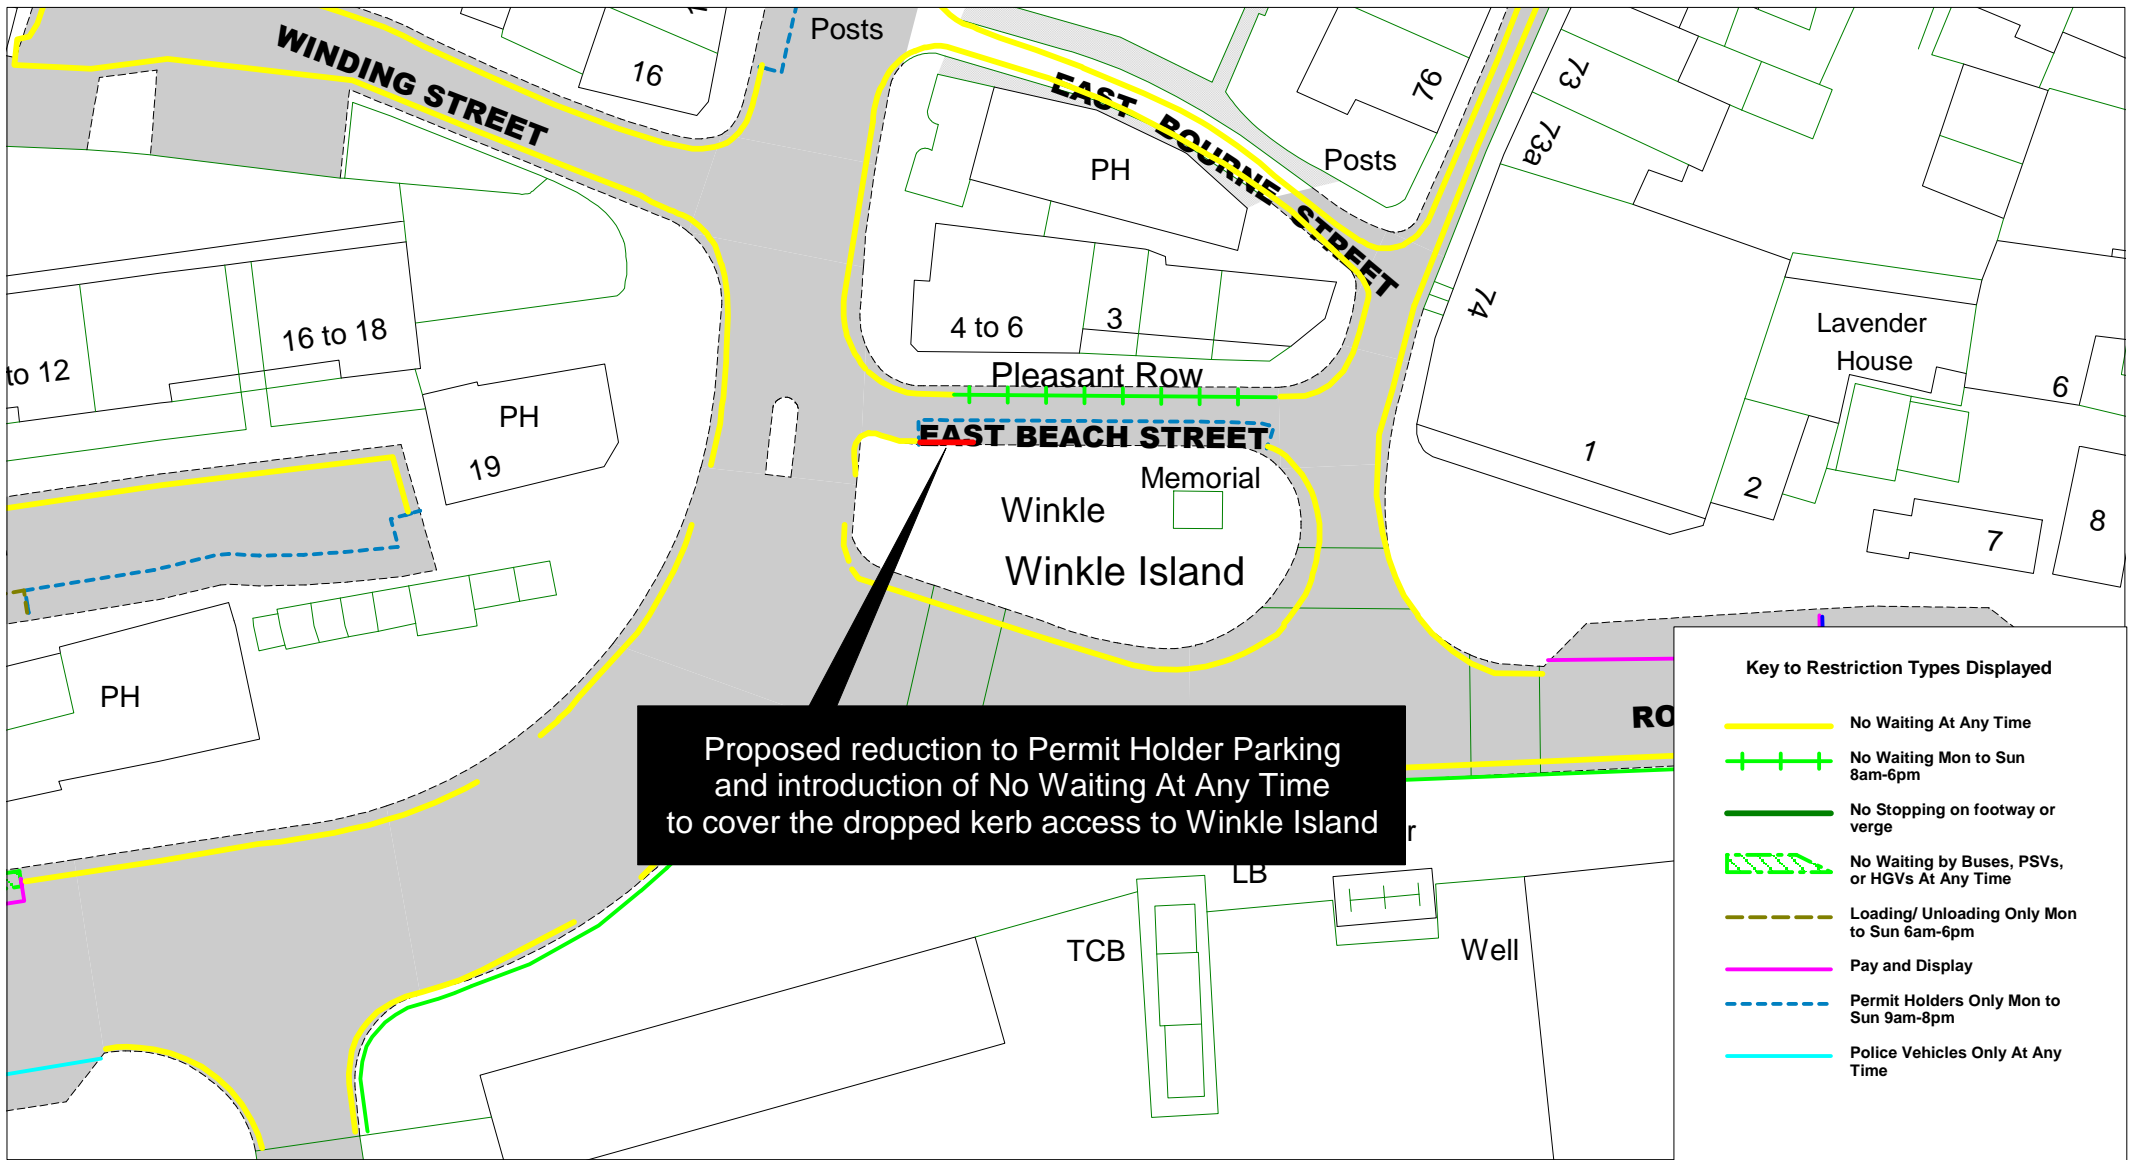 Posts
WINDING STREET
16
EAST BOURNE STREET
76
73
73a
Posts
PH
74
4 to 6
3
Lavender
House
16 to 18
to 12
Pleasant Row
6
PH
19
EAST BEACH STREET
Memorial
Winkle
Winkle Island
1
2
7
8
PH
RO
Proposed reduction to Permit Holder Parking
and introduction of No Waiting At Any Time
to cover the dropped kerb access to Winkle Island
r
LB
TCB
Well
Key to Restriction Types Displayed
No Waiting At Any Time
No Waiting Mon to Sun
8am-6pm
No Stopping on footway or
verge
No Waiting by Buses, PSVs,
or HGVs At Any Time
Loading/ Unloading Only Mon
to Sun 6am-6pm
Pay and Display
Permit Holders Only Mon to
Sun 9am-8pm
Police Vehicles Only At Any
Time